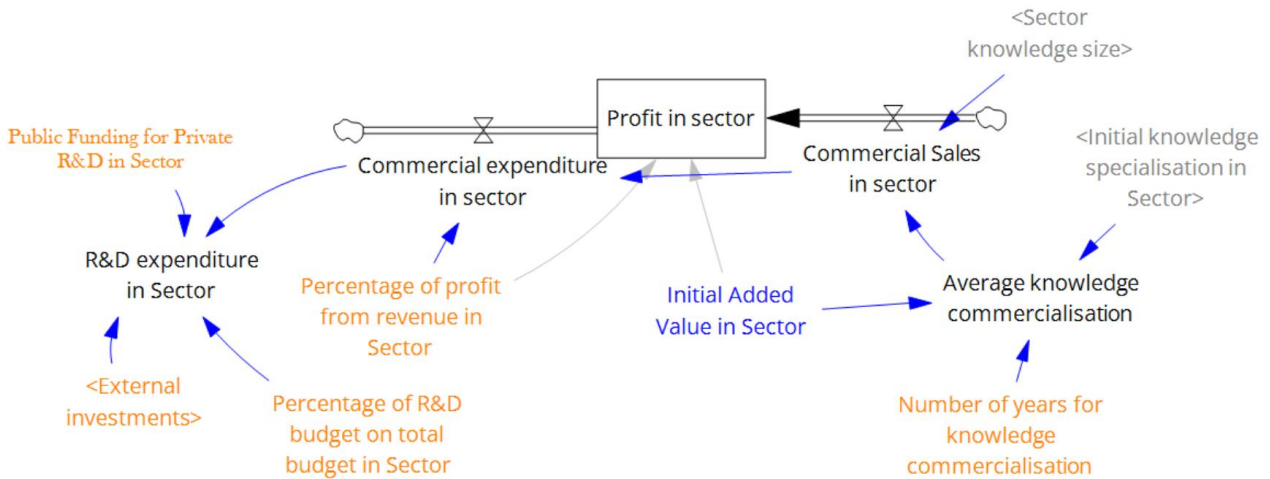 <Sector
knowledge size>
Profit in sector
Public Funding for Private
R&D in Sector
Commercial expenditure
in sector
Commercial Sales
in sector
<Initial knowledge
specialisation in
Sector>
R&D expenditure
in Sector
Percentage of profit
from revenue in
Sector
Initial Added
Value in Sector
Average knowledge
commercialisation
<External
investments>
Percentage of R&D
budget on total
budget in Sector
Number of years for
knowledge
commercialisation